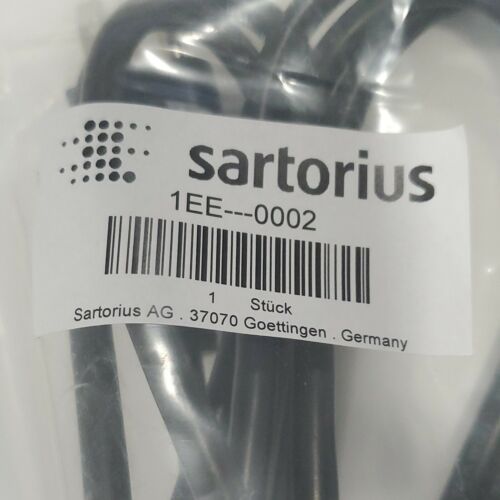 sartorius
1EE---0002
1 Stück
Sartorius AG . 37070 Goettingen . Germany